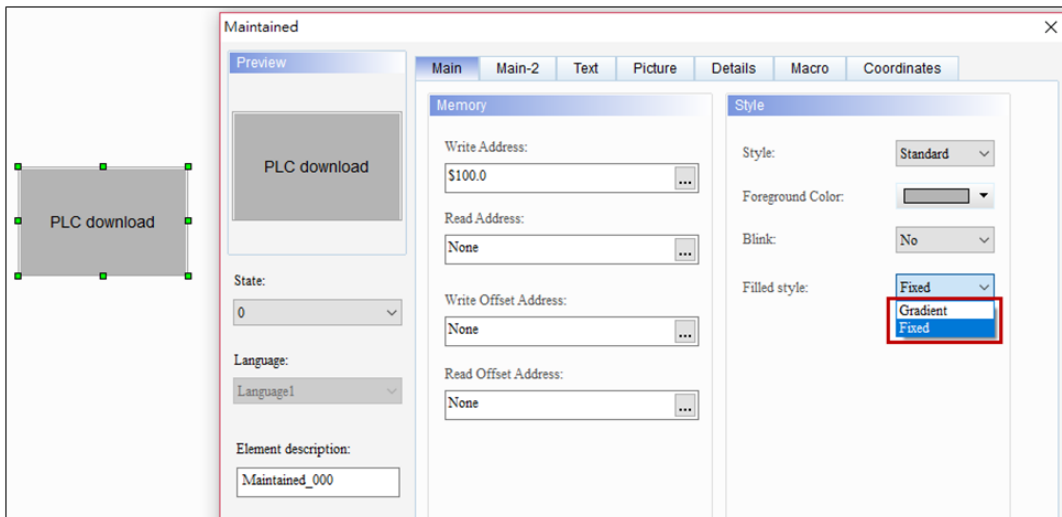 Maintained
Preview
PLC download
PLC download
State:
0
Language:
Language1
Element description:
Maintained_000
Main Main-2 Text Picture Details Macro Coordinates
Memory
Write Address:
$100.0
...
Read Address:
None
...
Write Offset Address:
None
...
Read Offset Address:
None
...
Style
Style:
Standard
Foreground Color:
Blink:
No
Filled style:
Fixed
Gradient
Fixed